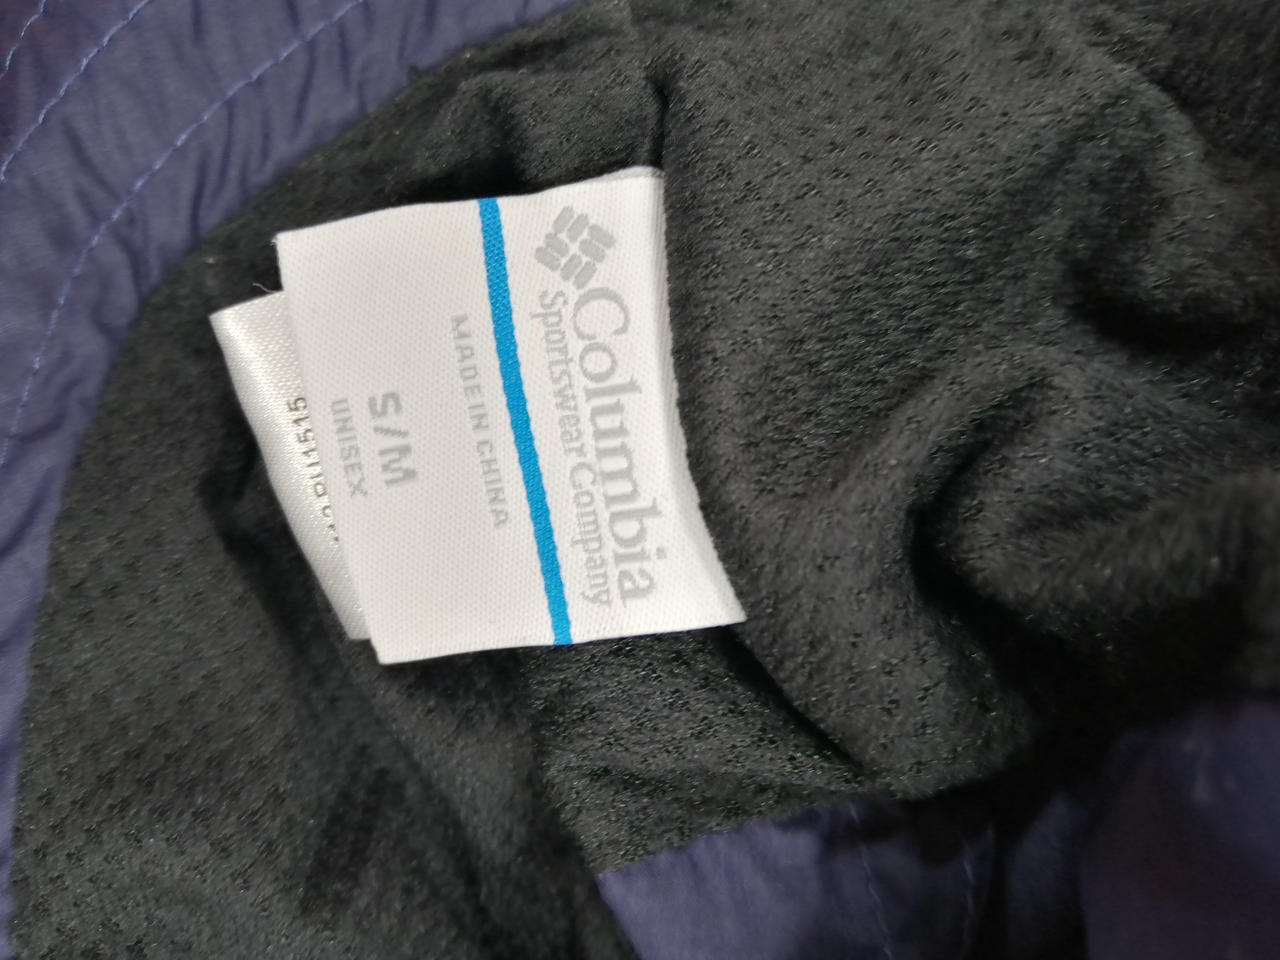 Columbia
Sportswear Company
MADE IN CHINA
S/M
UNISEX